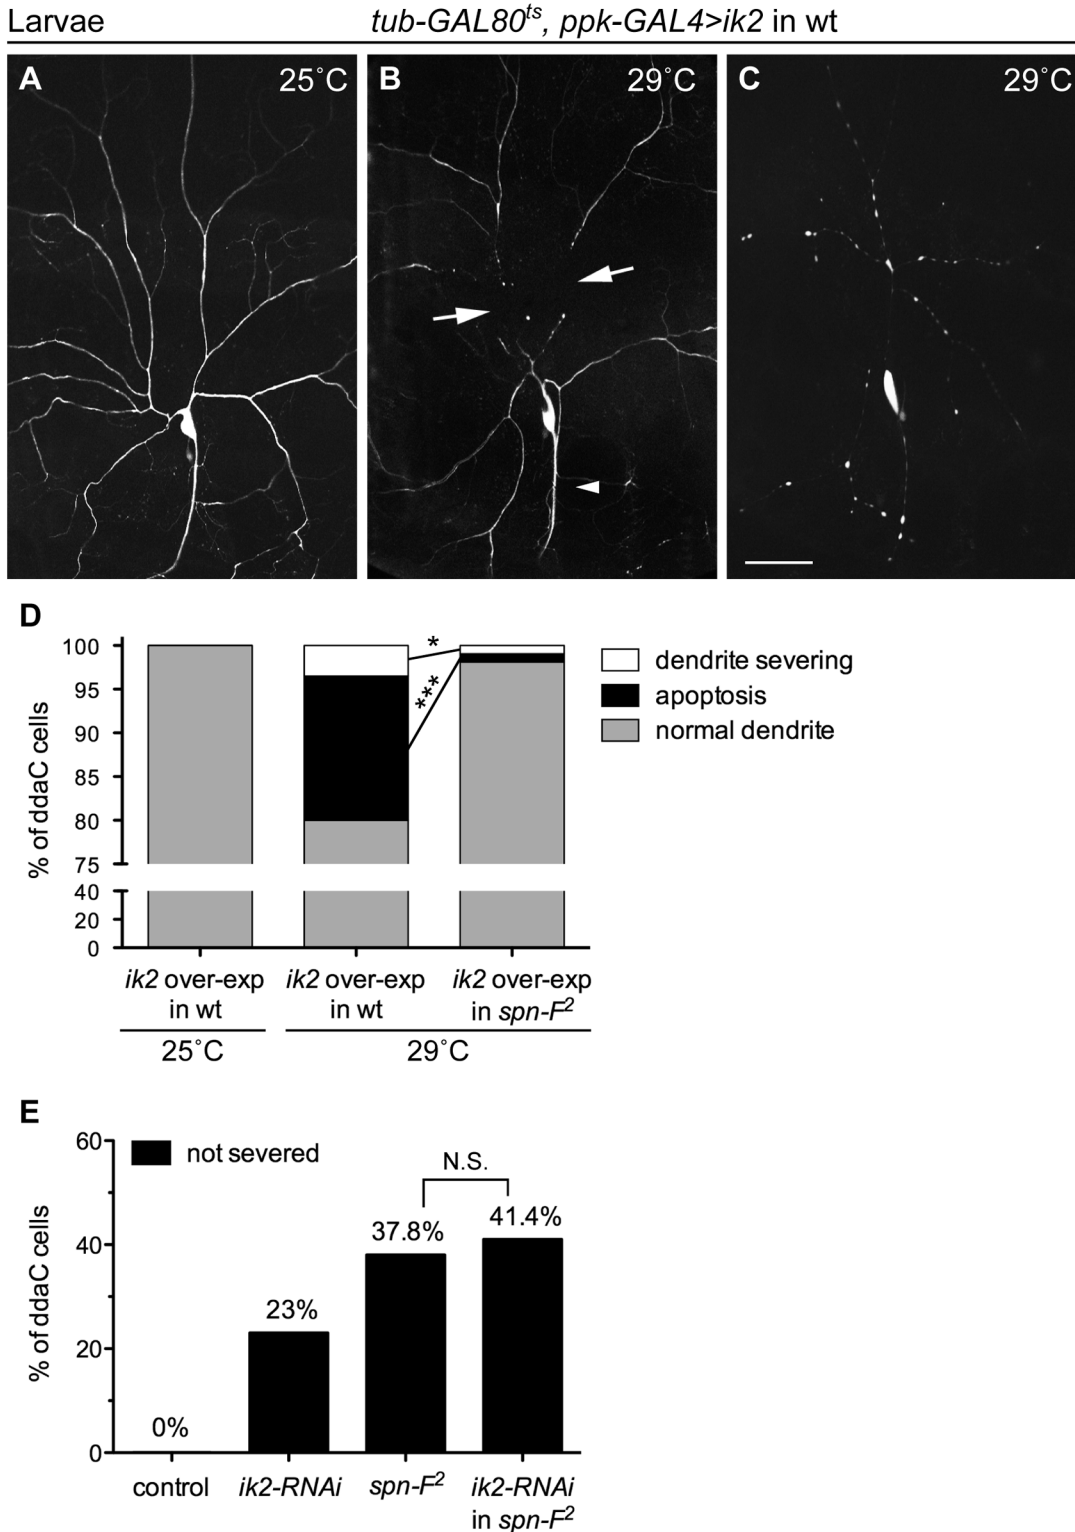 Larvae
tub-GAL80ts, ppk-GAL4>ik2 in wt
A 25°C
B 29°C
C 29°C
D
% of ddaC cells
100
95
90
85
80
75
40
20
0
*
***
dendrite severing
apoptosis
normal dendrite
ik2 over-exp
in wt
ik2 over-exp
in wt
ik2 over-exp
in spn-F2
25°C
29°C
E
% of ddaC cells
60
40
20
0
not severed
N.S.
0%
23%
37.8%
41.4%
control
ik2-RNAi
spn-F2
ik2-RNAi
in spn-F2